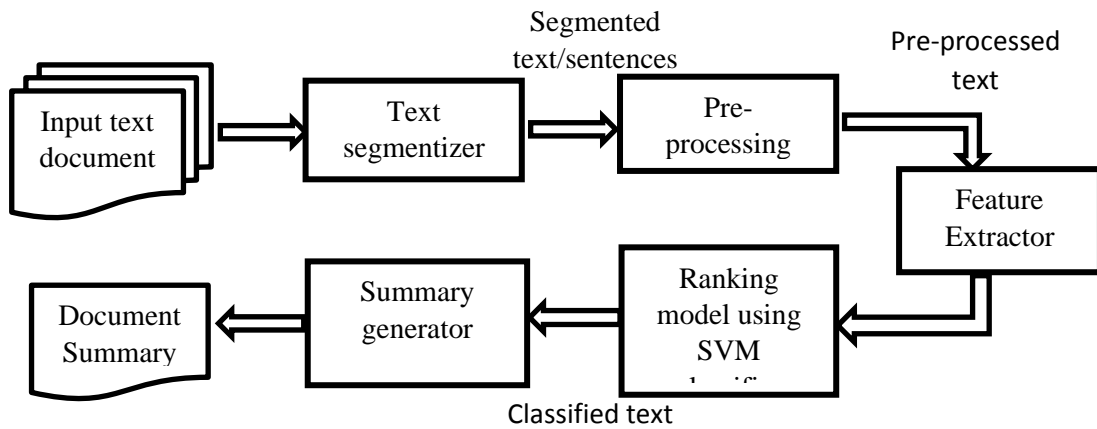 Input text
document
Text
segmentizer
Segmented
text/sentences
Pre-
processing
Pre-processed
text
Feature
Extractor
Ranking
model using
SVM
Classified text
Summary
generator
Document
Summary